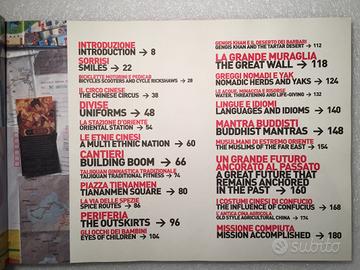 INTRODUZIONE
INTRODUCTION → 8
SORRISI
SMILES → 22
BICICLETTE MOTORINI E PEDICAB
BICYCLES SCOOTERS AND CYCLE RICKSHAWS → 28
IL CIRCO CINESE
THE CHINESE CIRCUS → 38
DIVISE
UNIFORMS → 48
LA STAZIONE D'ORIENTE
ORIENTAL STATION → 54
LE ETNIE CINESI
A MULTI ETHNIC NATION → 60
CANTIERI
BUILDING BOOM → 66
TAIJIQUAN GINNASTICA TRADIZIONALE
TAIJIQUAN TRADITIONAL FITNESS → 74
PIAZZA TIENANMEN
TIANANMEN SQUARE → 80
LA VIA DELLE SPEZIE
SPICE ROUTES → 86
PERIFERIA
THE OUTSKIRTS → 96
GLI OCCHI DEI BAMBINI
EYES OF CHILDREN → 104
GENGIS KHAN E IL DESERTO DEI BARBARI
GENGIS KHAN AND THE TARTAR DESERT → 112
LA GRANDE MURAGLIA
THE GREAT WALL → 118
GREGGI NOMADI E YAK
NOMADIC HERDS AND YAKS → 124
LE ACQUE, MINACCIA E RISORSE
WATER, THREATENING AND LIFE-GIVING → 132
LINGUE E IDIOMI
LANGUAGES AND IDIOMS → 140
MANTRA BUDDISTI
BUDDHIST MANTRAS → 148
MUSULMANI DI ESTREMO ORIENTE
THE MUSLIMS OF THE FAR EAST → 154
UN GRANDE FUTURO
ANCORATO AL PASSATO
A GREAT FUTURE THAT
REMAINS ANCHORED
IN THE PAST → 160
I COSTUMI CINESI DI CONFUCIO
THE INFLUENCE OF CONFUCIUS → 168
L'ANTICA CINA AGRICOLA
OLD STYLE AGRICULTURAL CHINA → 174
MISSIONE COMPIUTA
MISSION ACCOMPLISHED → 180
subito